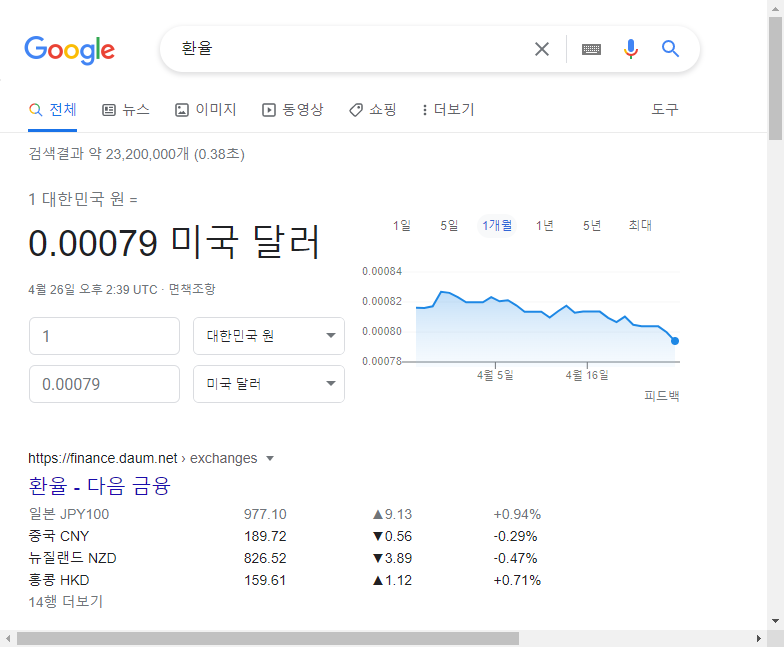 Google
환율
전체 뉴스 이미지 동영상 쇼핑 더보기 도구
검색결과 약 23,200,000개 (0.38초)
1 대한민국 원 =
0.00079 미국 달러
4월 26일 오후 2:39 UTC · 면책조항
1 대한민국 원
0.00079 미국 달러
1일 5일 1개월 1년 5년 최대
0.00084
0.00082
0.00080
0.00078
4월 5일 4월 16일
피드백
https://finance.daum.net › exchanges
환율 - 다음 금융
일본 JPY100 977.10 ▲9.13 +0.94%
중국 CNY 189.72 ▼0.56 -0.29%
뉴질랜드 NZD 826.52 ▼3.89 -0.47%
홍콩 HKD 159.61 ▲1.12 +0.71%
14행 더보기